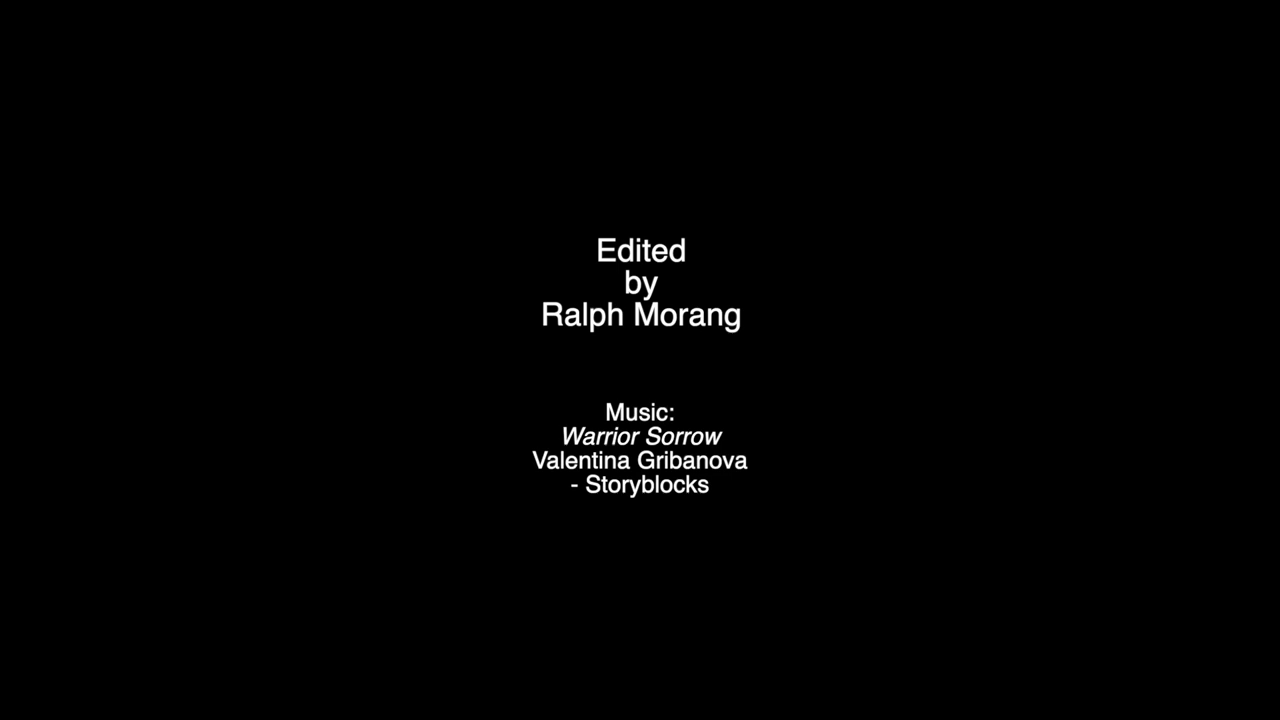 Edited
by
Ralph Morang
Music:
Warrior Sorrow
Valentina Gribanova
- Storyblocks